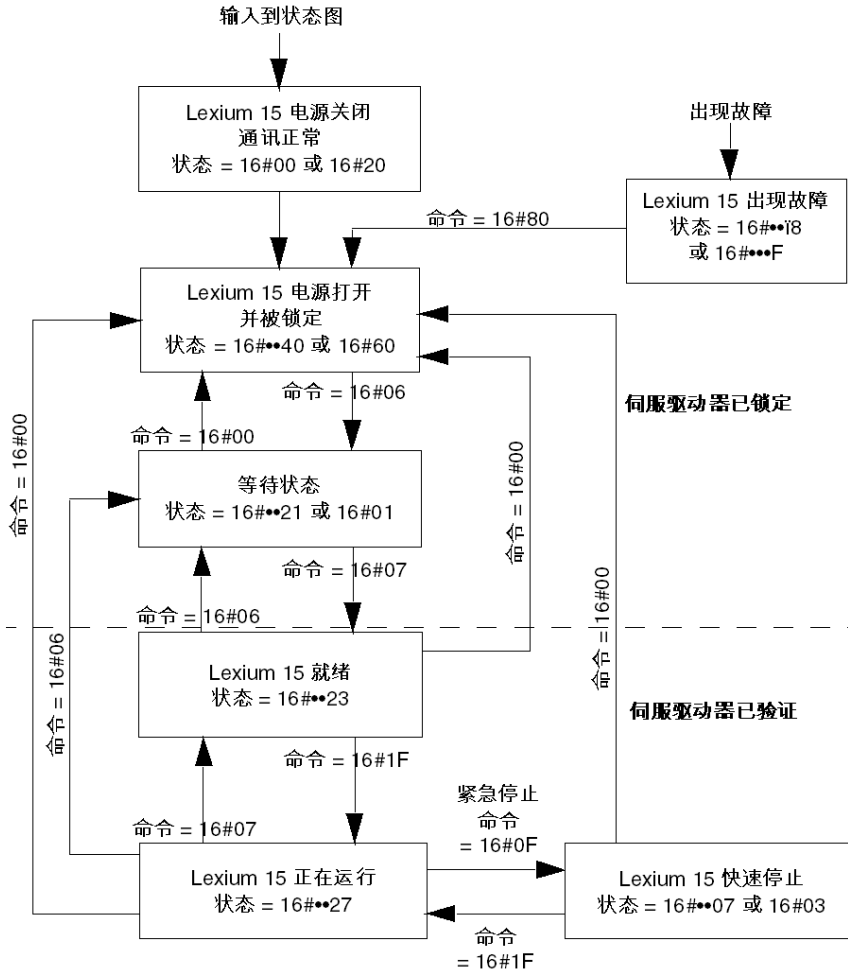 输入到状态图
Lexium 15 电源关闭
通讯正常
状态 = 16#00 或 16#20
出现故障
Lexium 15 出现故障
状态 = 16#••ï8
或 16#•••F
命令 = 16#80
Lexium 15 电源打开
并被锁定
状态 = 16#••40 或 16#60
命令 = 16#06
命令 = 16#00
伺服驱动器已锁定
命令 = 16#00
命令 = 16#00
等待状态
状态 = 16#••21 或 16#01
命令 = 16#07
命令 = 16#06
命令 = 16#06
命令 = 16#00
Lexium 15 就绪
状态 = 16#••23
伺服驱动器已验证
命令 = 16#1F
命令 = 16#07
紧急停止
命令
= 16#0F
Lexium 15 正在运行
状态 = 16#••27
Lexium 15 快速停止
状态 = 16#••07 或 16#03
命令
= 16#1F